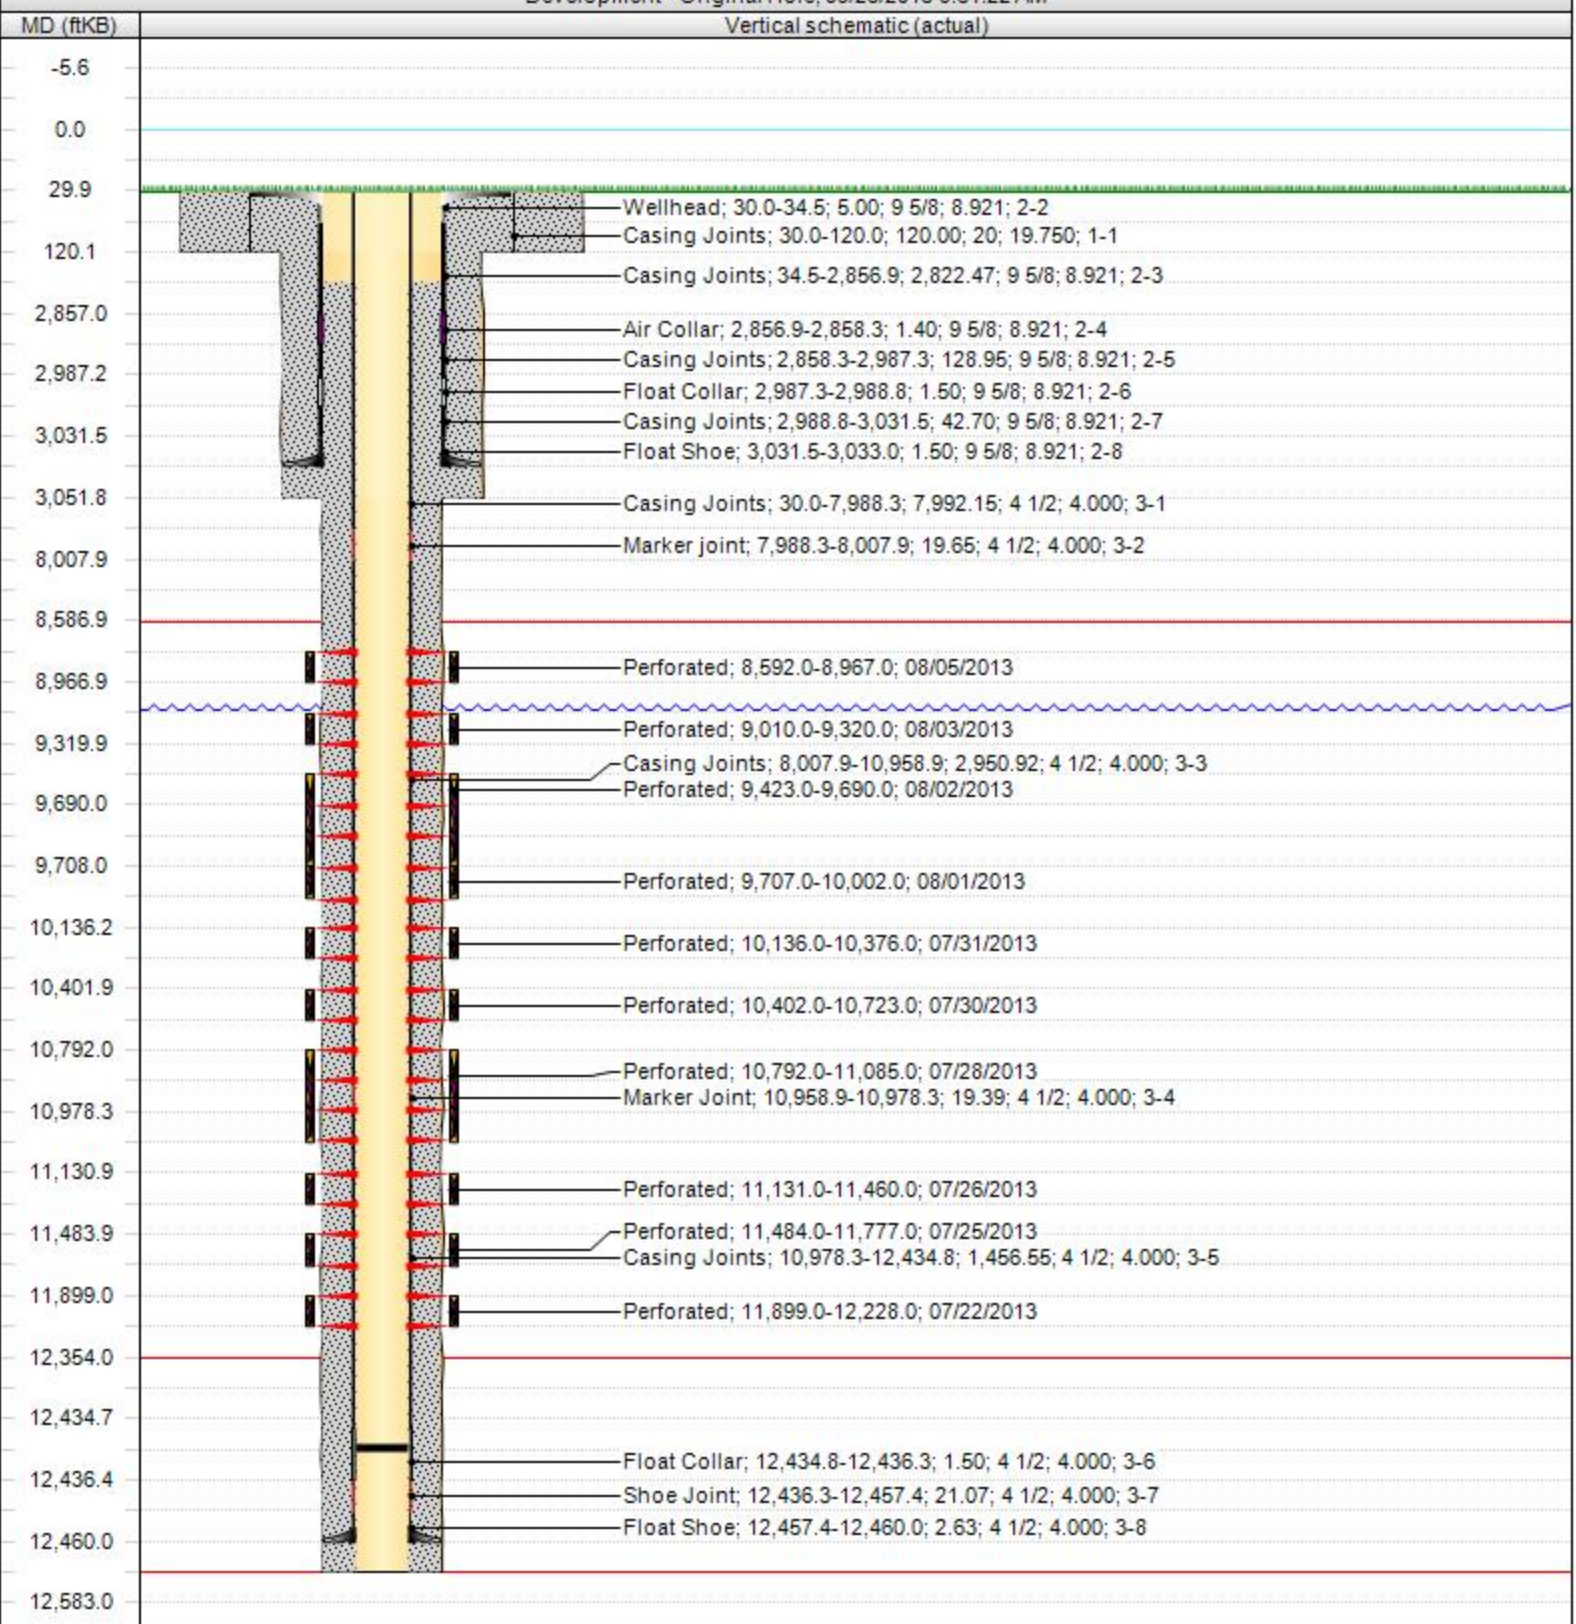 MD (ftKB)
Vertical schematic (actual)
-5.6
0.0
29.9
Wellhead; 30.0-34.5; 5.00; 9 5/8; 8.921; 2-2
Casing Joints; 30.0-120.0; 120.00; 20; 19.750; 1-1
120.1
Casing Joints; 34.5-2,856.9; 2,822.47; 9 5/8; 8.921; 2-3
2,857.0
Air Collar; 2,856.9-2,858.3; 1.40; 9 5/8; 8.921; 2-4
Casing Joints; 2,858.3-2,987.3; 128.95; 9 5/8; 8.921; 2-5
2,987.2
Float Collar; 2,987.3-2,988.8; 1.50; 9 5/8; 8.921; 2-6
Casing Joints; 2,988.8-3,031.5; 42.70; 9 5/8; 8.921; 2-7
3,031.5
Float Shoe; 3,031.5-3,033.0; 1.50; 9 5/8; 8.921; 2-8
3,051.8
Casing Joints; 30.0-7,988.3; 7,992.15; 4 1/2; 4.000; 3-1
Marker joint; 7,988.3-8,007.9; 19.65; 4 1/2; 4.000; 3-2
8,007.9
8,586.9
Perforated; 8,592.0-8,967.0; 08/05/2013
8,966.9
Perforated; 9,010.0-9,320.0; 08/03/2013
9,319.9
Casing Joints; 8,007.9-10,958.9; 2,950.92; 4 1/2; 4.000; 3-3
Perforated; 9,423.0-9,690.0; 08/02/2013
9,690.0
9,708.0
Perforated; 9,707.0-10,002.0; 08/01/2013
10,136.2
Perforated; 10,136.0-10,376.0; 07/31/2013
10,401.9
Perforated; 10,402.0-10,723.0; 07/30/2013
10,792.0
Perforated; 10,792.0-11,085.0; 07/28/2013
Marker Joint; 10,958.9-10,978.3; 19.39; 4 1/2; 4.000; 3-4
10,978.3
11,130.9
Perforated; 11,131.0-11,460.0; 07/26/2013
11,483.9
Perforated; 11,484.0-11,777.0; 07/25/2013
Casing Joints; 10,978.3-12,434.8; 1,456.55; 4 1/2; 4.000; 3-5
11,899.0
Perforated; 11,899.0-12,228.0; 07/22/2013
12,354.0
12,434.7
Float Collar; 12,434.8-12,436.3; 1.50; 4 1/2; 4.000; 3-6
12,436.4
Shoe Joint; 12,436.3-12,457.4; 21.07; 4 1/2; 4.000; 3-7
Float Shoe; 12,457.4-12,460.0; 2.63; 4 1/2; 4.000; 3-8
12,460.0
12,583.0